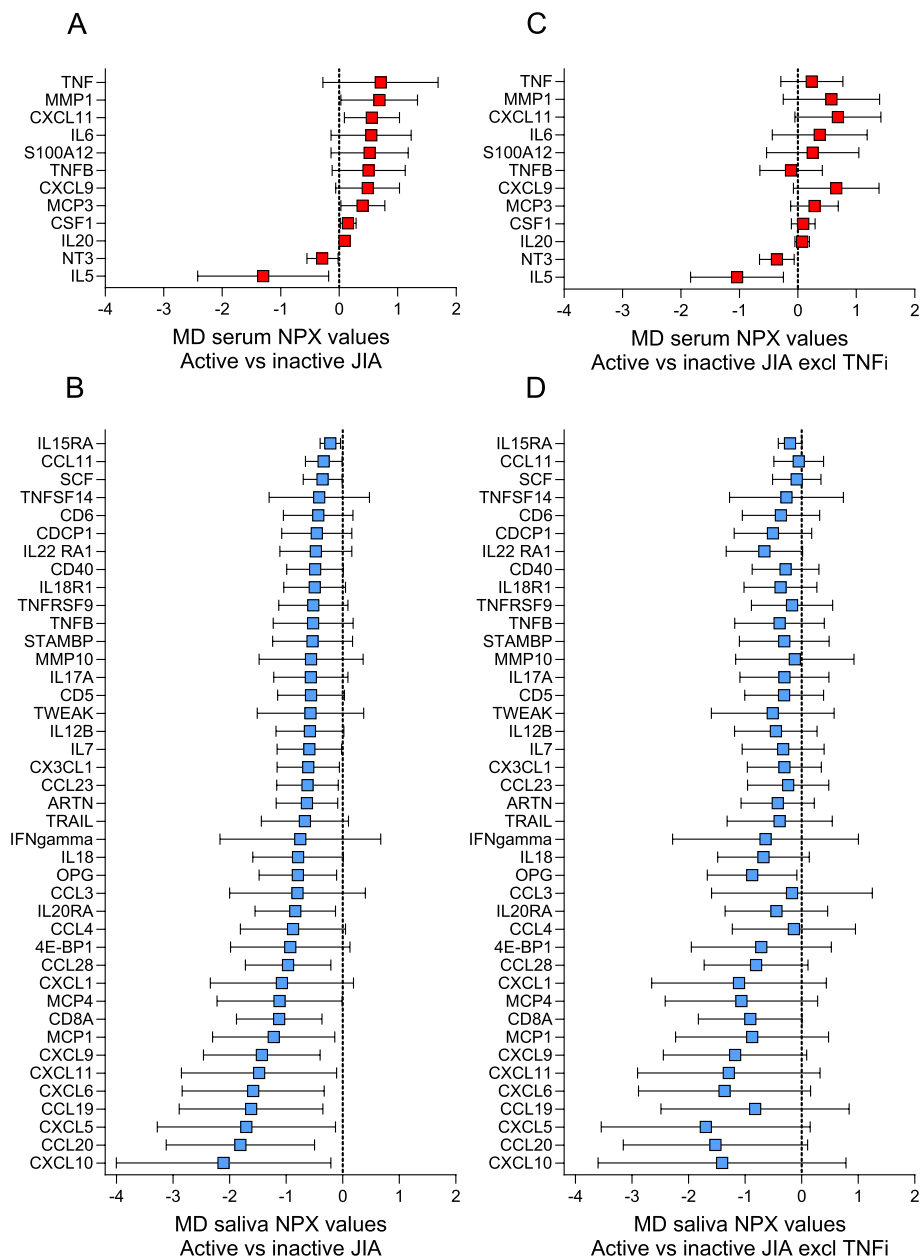 A
TNF
MMP1
CXCL11
IL6
S100A12
TNFB
CXCL9
MCP3
CSF1
IL20
NT3
IL5
-4 -3 -2 -1 0 1 2
MD serum NPX values
Active vs inactive JIA
C
TNF
MMP1
CXCL11
IL6
S100A12
TNFB
CXCL9
MCP3
CSF1
IL20
NT3
IL5
-4 -3 -2 -1 0 1 2
MD serum NPX values
Active vs inactive JIA excl TNFi
B
IL15RA
CCL11
SCF
TNFSF14
CD6
CDCP1
IL22 RA1
CD40
IL18R1
TNFRSF9
TNFB
STAMBP
MMP10
IL17A
CD5
TWEAK
IL12B
IL7
CX3CL1
CCL23
ARTN
TRAIL
IFNgamma
IL18
OPG
CCL3
IL20RA
CCL4
4E-BP1
CCL28
CXCL1
MCP4
CD8A
MCP1
CXCL9
CXCL11
CXCL6
CCL19
CXCL5
CCL20
CXCL10
-4 -3 -2 -1 0 1 2
MD saliva NPX values
Active vs inactive JIA
D
IL15RA
CCL11
SCF
TNFSF14
CD6
CDCP1
IL22 RA1
CD40
IL18R1
TNFRSF9
TNFB
STAMBP
MMP10
IL17A
CD5
TWEAK
IL12B
IL7
CX3CL1
CCL23
ARTN
TRAIL
IFNgamma
IL18
OPG
CCL3
IL20RA
CCL4
4E-BP1
CCL28
CXCL1
MCP4
CD8A
MCP1
CXCL9
CXCL11
CXCL6
CCL19
CXCL5
CCL20
CXCL10
-4 -3 -2 -1 0 1 2
MD saliva NPX values
Active vs inactive JIA excl TNFi